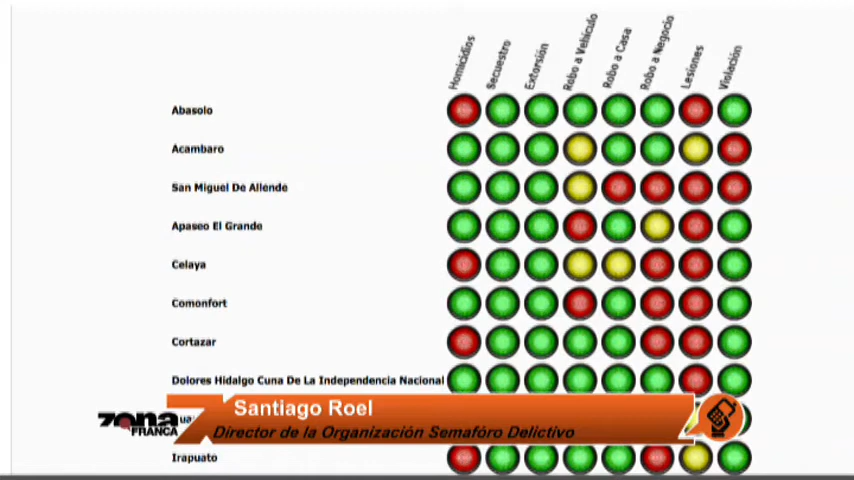 Homicidios Secuestro Extorsión Robo a Vehículo Robo a Casa Robo a Negocio Lesiones Violación
Abasolo
Acambaro
San Miguel De Allende
Apaseo El Grande
Celaya
Comonfort
Cortazar
Dolores Hidalgo Cuna De La Independencia Nacional
Santiago Roel
zona FRANCA
Director de la Organización Semafóro Delictivo
Irapuato